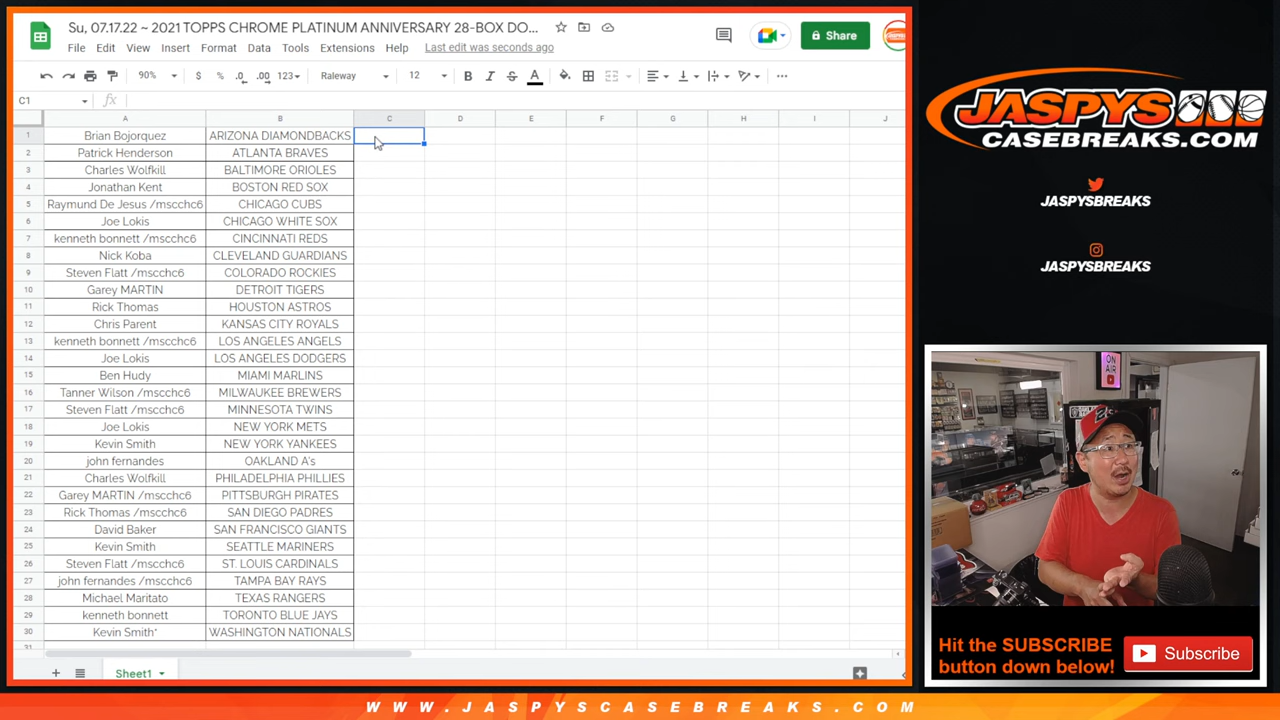 Su, 07.17.22 ~ 2021 TOPPS CHROME PLATINUM ANNIVERSARY 28-BOX DO...
File Edit View Insert Format Data Tools Extensions Help Last edit was seconds ago
Share
90% $ % .0 .00 123 Raleway 12 B I S A
C1 fx
A B C D E F G H I J
1 Brian Bojorquez ARIZONA DIAMONDBACKS
2 Patrick Henderson ATLANTA BRAVES
3 Charles Wolfkill BALTIMORE ORIOLES
4 Jonathan Kent BOSTON RED SOX
5 Raymund De Jesus /mscchc6 CHICAGO CUBS
6 Joe Lokis CHICAGO WHITE SOX
7 kenneth bonnett /mscchc6 CINCINNATI REDS
8 Nick Koba CLEVELAND GUARDIANS
9 Steven Flatt /mscchc6 COLORADO ROCKIES
10 Garey MARTIN DETROIT TIGERS
11 Rick Thomas HOUSTON ASTROS
12 Chris Parent KANSAS CITY ROYALS
13 kenneth bonnett /mscchc6 LOS ANGELES ANGELS
14 Joe Lokis LOS ANGELES DODGERS
15 Ben Hudy MIAMI MARLINS
16 Tanner Wilson /mscchc6 MILWAUKEE BREWERS
17 Steven Flatt /mscchc6 MINNESOTA TWINS
18 Joe Lokis NEW YORK METS
19 Kevin Smith NEW YORK YANKEES
20 john fernandes OAKLAND A's
21 Charles Wolfkill PHILADELPHIA PHILLIES
22 Garey MARTIN /mscchc6 PITTSBURGH PIRATES
23 Rick Thomas /mscchc6 SAN DIEGO PADRES
24 David Baker SAN FRANCISCO GIANTS
25 Kevin Smith SEATTLE MARINERS
26 Steven Flatt /mscchc6 ST. LOUIS CARDINALS
27 john fernandes /mscchc6 TAMPA BAY RAYS
28 Michael Maritato TEXAS RANGERS
29 kenneth bonnett TORONTO BLUE JAYS
30 Kevin Smith* WASHINGTON NATIONALS
Sheet1
JASPYS
CASEBREAKS.COM
JASPYSBREAKS
JASPYSBREAKS
ON AIR
Hit the SUBSCRIBE
button down below!
Subscribe
WWW.JASPYSCASEBREAKS.COM